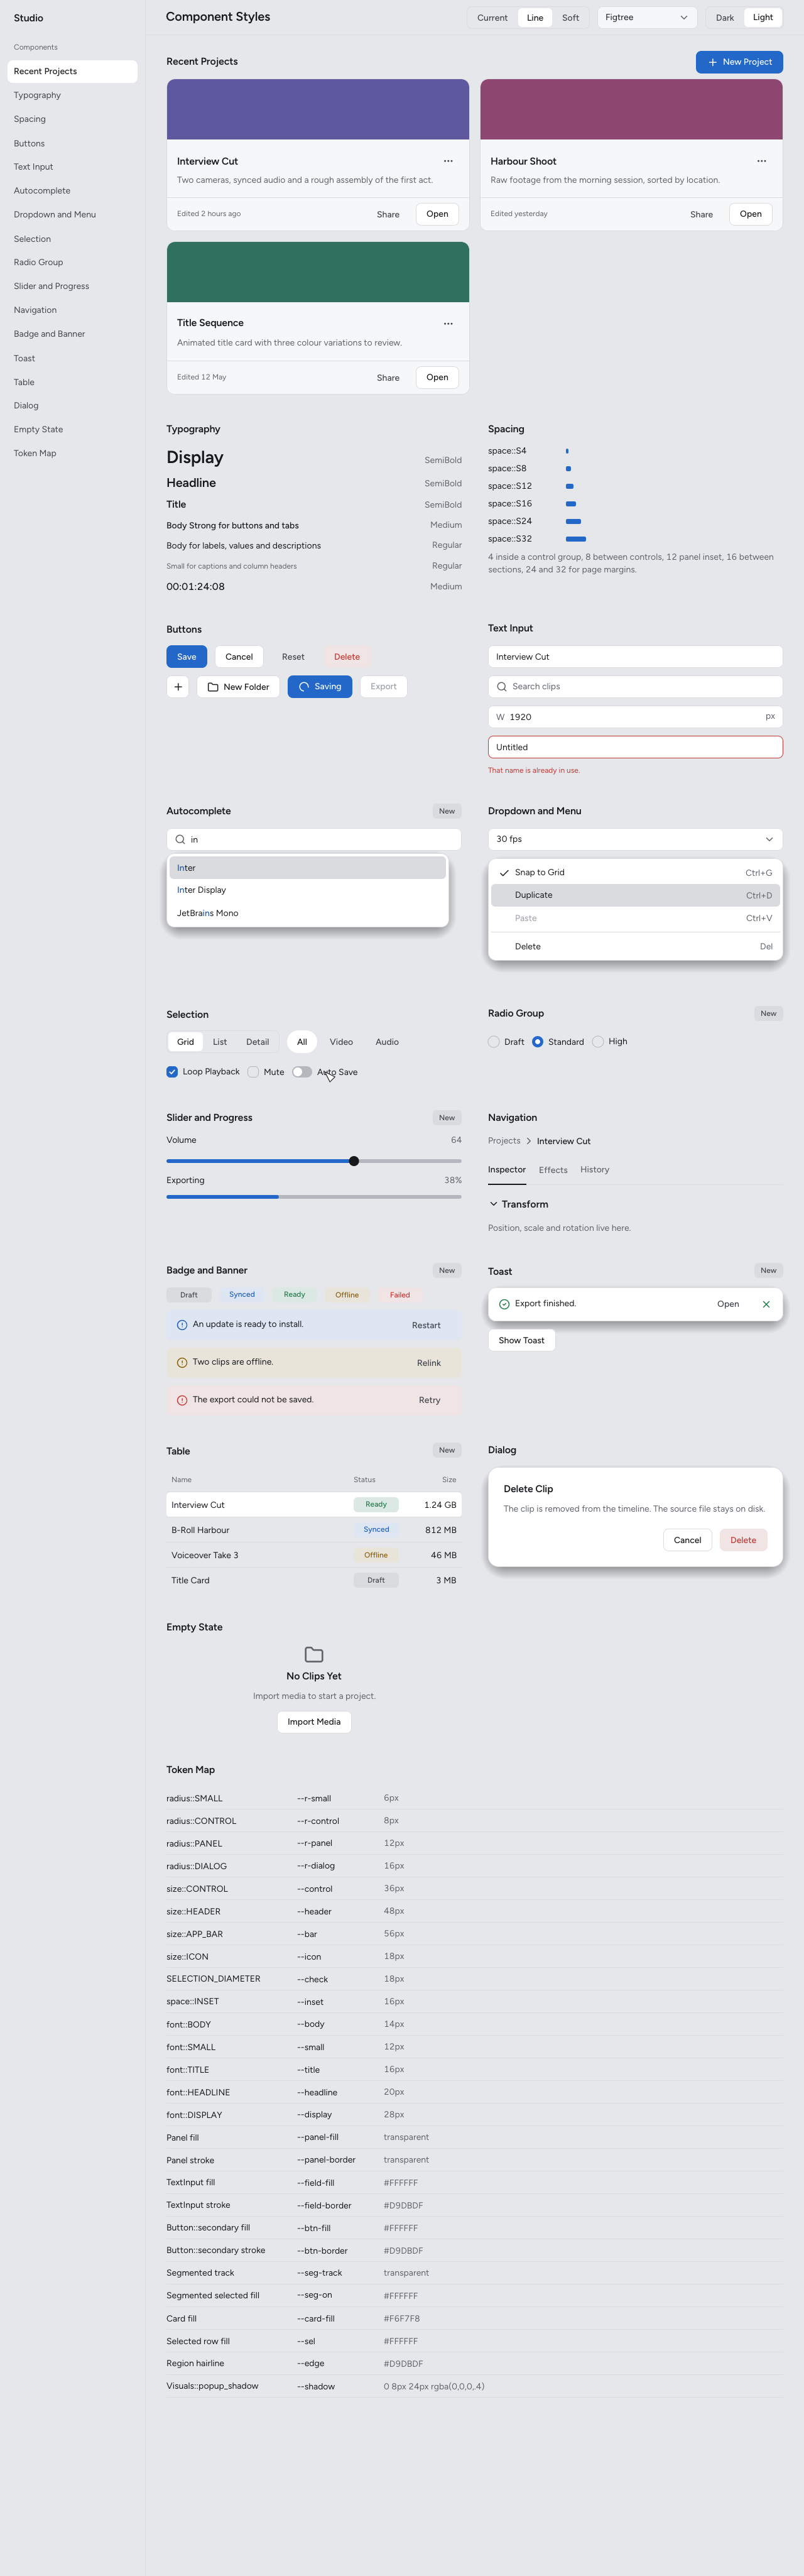 Studio
Components
Recent Projects
Typography
Spacing
Buttons
Text Input
Autocomplete
Dropdown and Menu
Selection
Radio Group
Slider and Progress
Navigation
Badge and Banner
Toast
Table
Dialog
Empty State
Token Map
Component Styles
Current Line Soft
Figtree
Dark Light
Recent Projects
New Project
Interview Cut
Two cameras, synced audio and a rough assembly of the first act.
Edited 2 hours ago Share Open
Harbour Shoot
Raw footage from the morning session, sorted by location.
Edited yesterday Share Open
Title Sequence
Animated title card with three colour variations to review.
Edited 12 May Share Open
Typography
Display SemiBold
Headline SemiBold
Title SemiBold
Body Strong for buttons and tabs Medium
Body for labels, values and descriptions Regular
Small for captions and column headers Regular
00:01:24:08 Medium
Spacing
space::S4
space::S8
space::S12
space::S16
space::S24
space::S32
4 inside a control group, 8 between controls, 12 panel inset, 16 between
sections, 24 and 32 for page margins.
Buttons
Save Cancel Reset Delete
New Folder Saving Export
Text Input
Interview Cut
Search clips
W 1920 px
Untitled
That name is already in use.
Autocomplete New
in
Inter
Inter Display
JetBrains Mono
Dropdown and Menu
30 fps
Snap to Grid Ctrl+G
Duplicate Ctrl+D
Paste Ctrl+V
Delete Del
Selection
Grid List Detail All Video Audio
Loop Playback Mute Auto Save
Radio Group New
Draft Standard High
Slider and Progress New
Volume 64
Exporting 38%
Navigation
Projects Interview Cut
Inspector Effects History
Transform
Position, scale and rotation live here.
Badge and Banner New
Draft Synced Ready Offline Failed
An update is ready to install. Restart
Two clips are offline. Relink
The export could not be saved. Retry
Toast New
Export finished. Open
Show Toast
Table New
Name Status Size
Interview Cut Ready 1.24 GB
B-Roll Harbour Synced 812 MB
Voiceover Take 3 Offline 46 MB
Title Card Draft 3 MB
Dialog
Delete Clip
The clip is removed from the timeline. The source file stays on disk.
Cancel Delete
Empty State
No Clips Yet
Import media to start a project.
Import Media
Token Map
radius::SMALL --r-small 6px
radius::CONTROL --r-control 8px
radius::PANEL --r-panel 12px
radius::DIALOG --r-dialog 16px
size::CONTROL --control 36px
size::HEADER --header 48px
size::APP_BAR --bar 56px
size::ICON --icon 18px
SELECTION_DIAMETER --check 18px
space::INSET --inset 16px
font::BODY --body 14px
font::SMALL --small 12px
font::TITLE --title 16px
font::HEADLINE --headline 20px
font::DISPLAY --display 28px
Panel fill --panel-fill transparent
Panel stroke --panel-border transparent
TextInput fill --field-fill #FFFFFF
TextInput stroke --field-border #D9DBDF
Button::secondary fill --btn-fill #FFFFFF
Button::secondary stroke --btn-border #D9DBDF
Segmented track --seg-track transparent
Segmented selected fill --seg-on #FFFFFF
Card fill --card-fill #F6F7F8
Selected row fill --sel #FFFFFF
Region hairline --edge #D9DBDF
Visuals::popup_shadow --shadow 0 8px 24px rgba(0,0,0,.4)